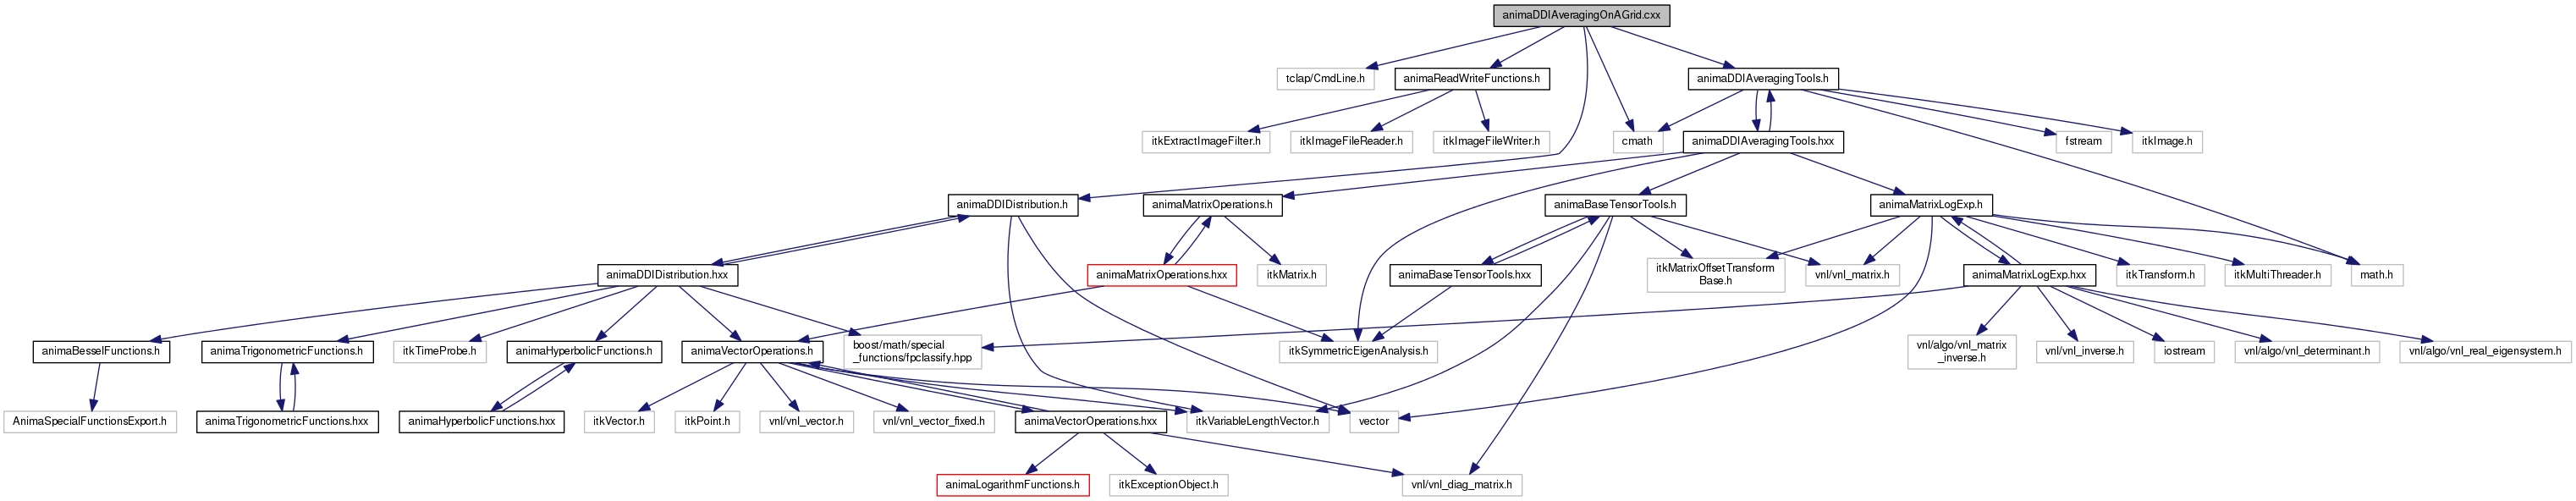 animaDDIAveragingOnAGrid.cxx
tclap/CmdLine.h
animaReadWriteFunctions.h
animaDDIAveragingTools.h
itkExtractImageFilter.h
itkImageFileReader.h
itkImageFileWriter.h
cmath
animaDDIAveragingTools.hxx
fstream
itkImage.h
animaDDIDistribution.h
animaMatrixOperations.h
animaBaseTensorTools.h
animaMatrixLogExp.h
animaDDIDistribution.hxx
animaMatrixOperations.hxx
itkMatrix.h
animaBaseTensorTools.hxx
itkMatrixOffsetTransform
Base.h
vnl/vnl_matrix.h
animaMatrixLogExp.hxx
itkTransform.h
itkMultiThreader.h
math.h
animaBesselFunctions.h
animaTrigonometricFunctions.h
itkTimeProbe.h
animaHyperbolicFunctions.h
animaVectorOperations.h
boost/math/special
_functions/fpclassify.hpp
itkSymmetricEigenAnalysis.h
vnl/algo/vnl_matrix
_inverse.h
vnl/vnl_inverse.h
iostream
vnl/algo/vnl_determinant.h
vnl/algo/vnl_real_eigensystem.h
AnimaSpecialFunctionsExport.h
animaTrigonometricFunctions.hxx
animaHyperbolicFunctions.hxx
itkVector.h
itkPoint.h
vnl/vnl_vector.h
vnl/vnl_vector_fixed.h
animaVectorOperations.hxx
itkVariableLengthVector.h
vector
animaLogarithmFunctions.h
itkExceptionObject.h
vnl/vnl_diag_matrix.h